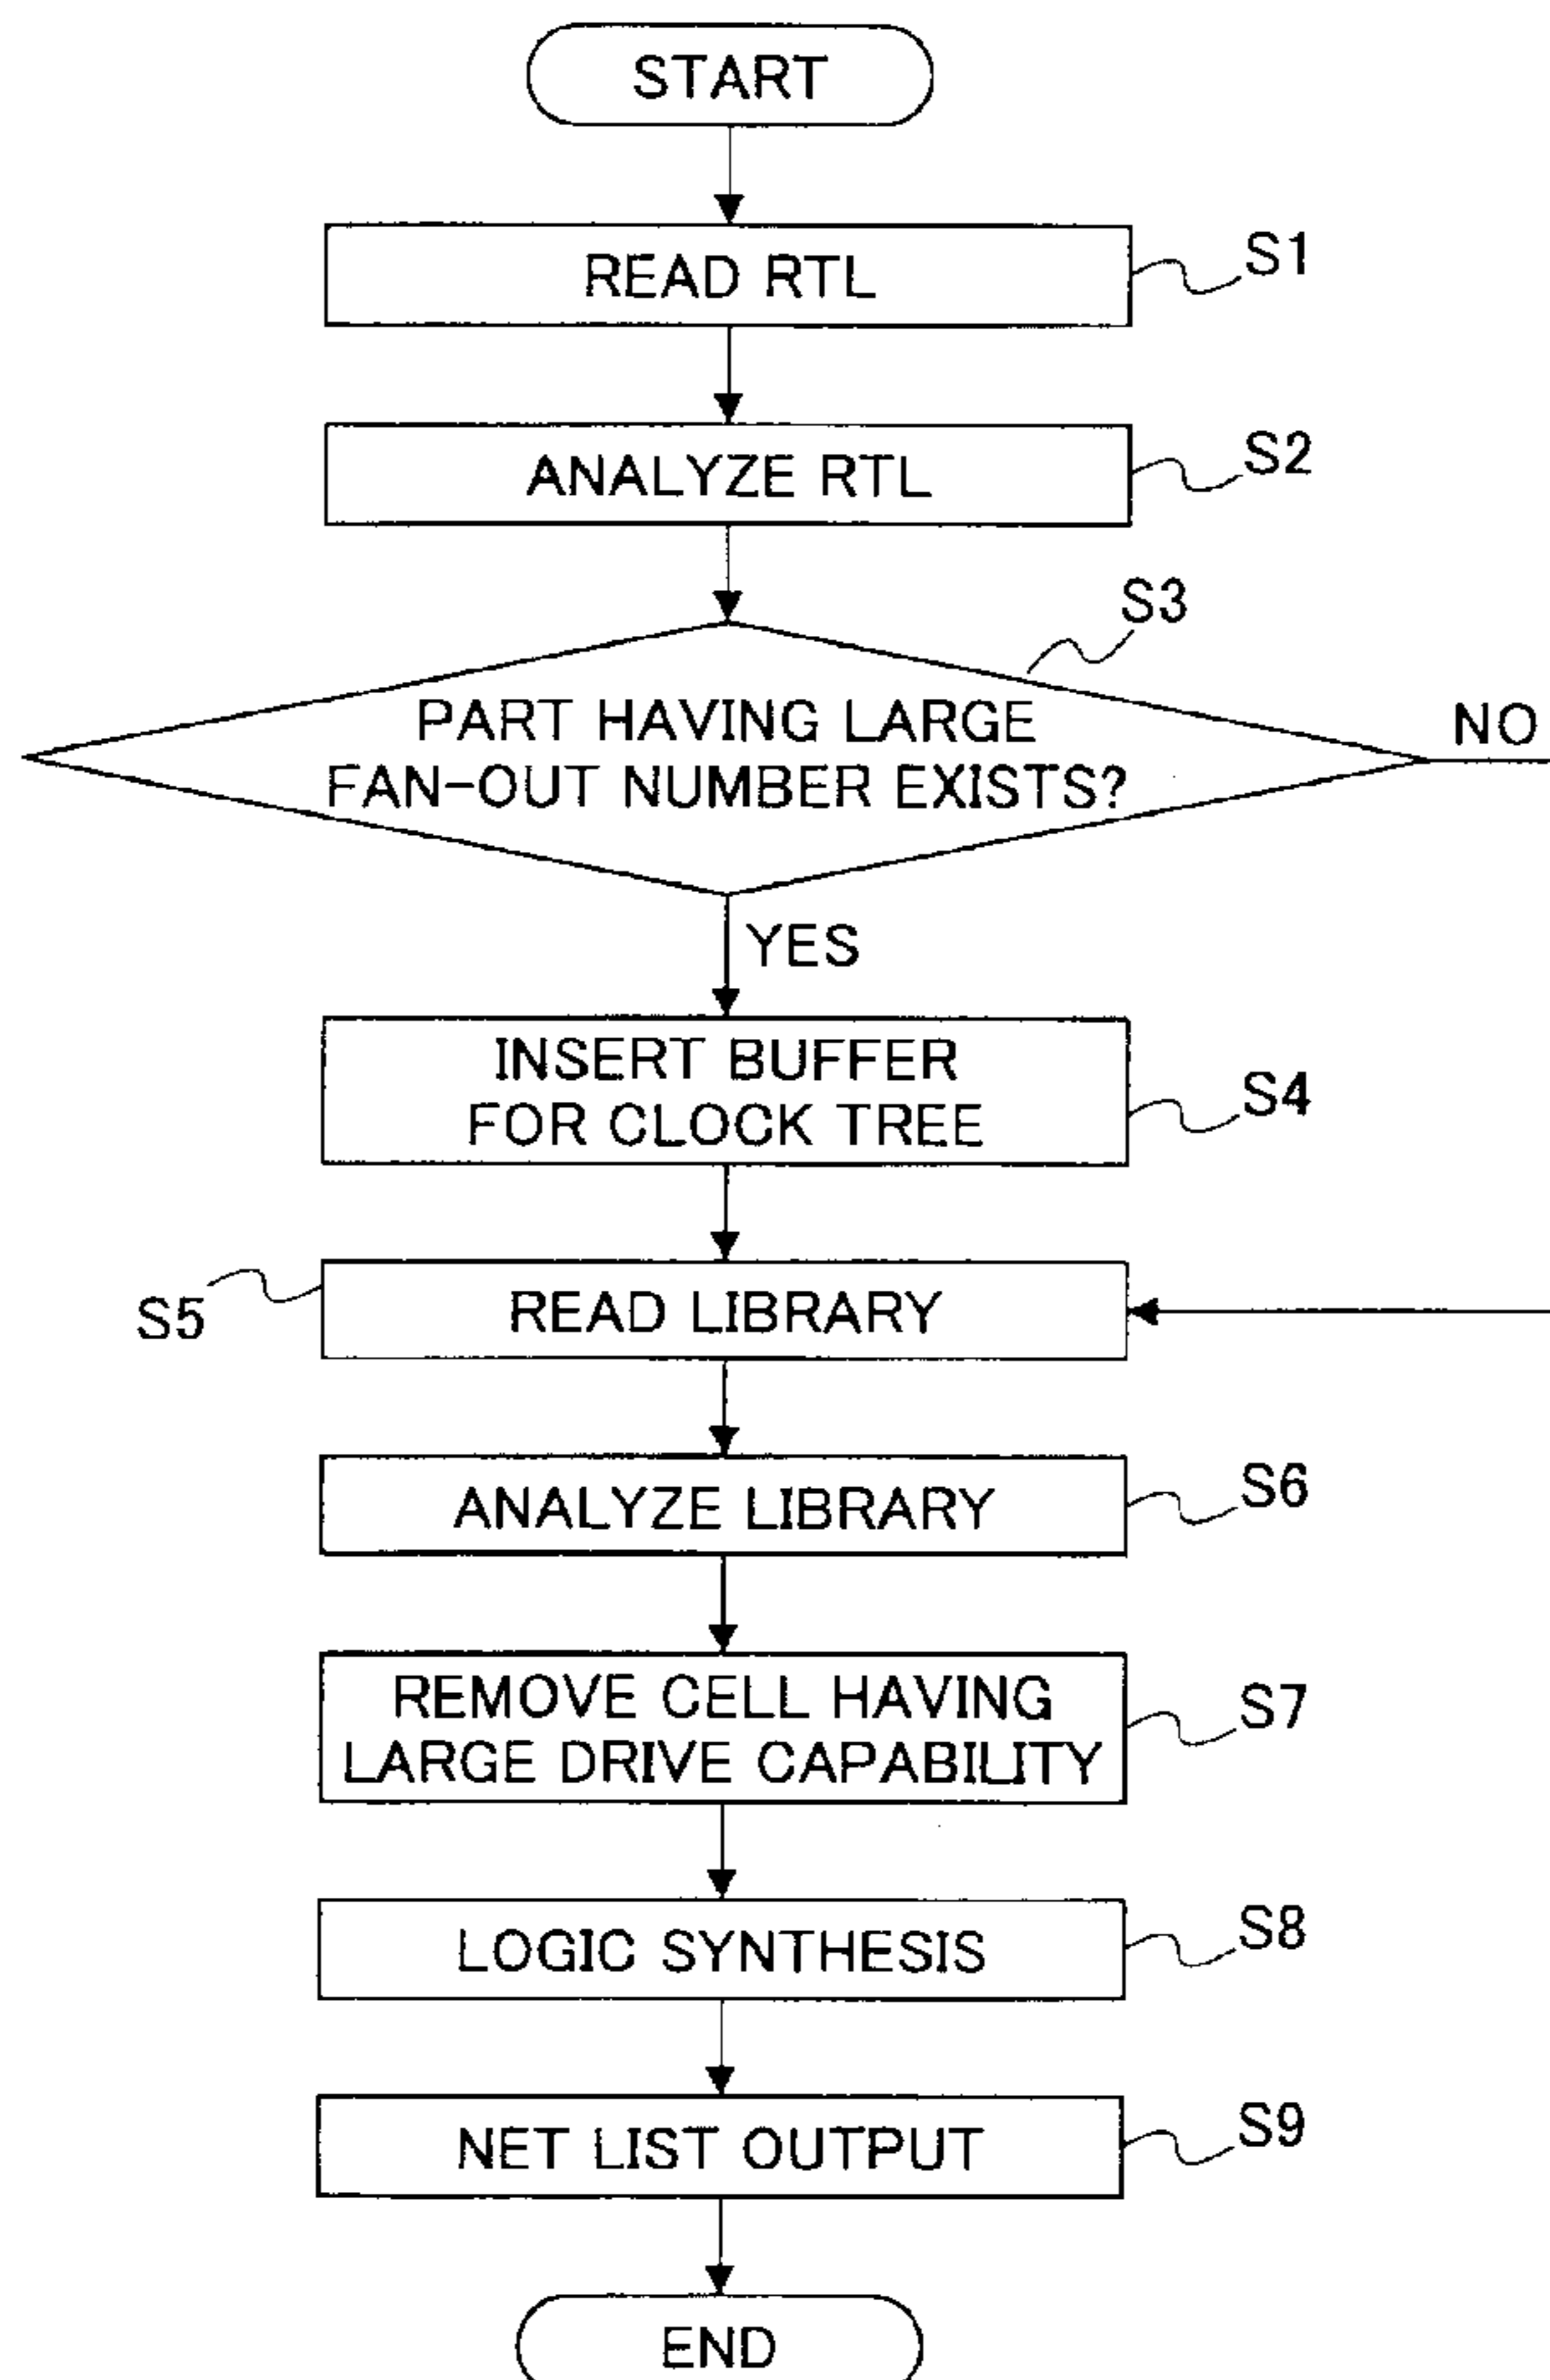 START
READ RTL
S1
ANALYZE RTL
S2
S3
PART HAVING LARGE
FAN-OUT NUMBER EXISTS?
NO
YES
INSERT BUFFER
FOR CLOCK TREE
S4
S5
READ LIBRARY
ANALYZE LIBRARY
S6
REMOVE CELL HAVING
LARGE DRIVE CAPABILITY
S7
LOGIC SYNTHESIS
S8
NET LIST OUTPUT
S9
END